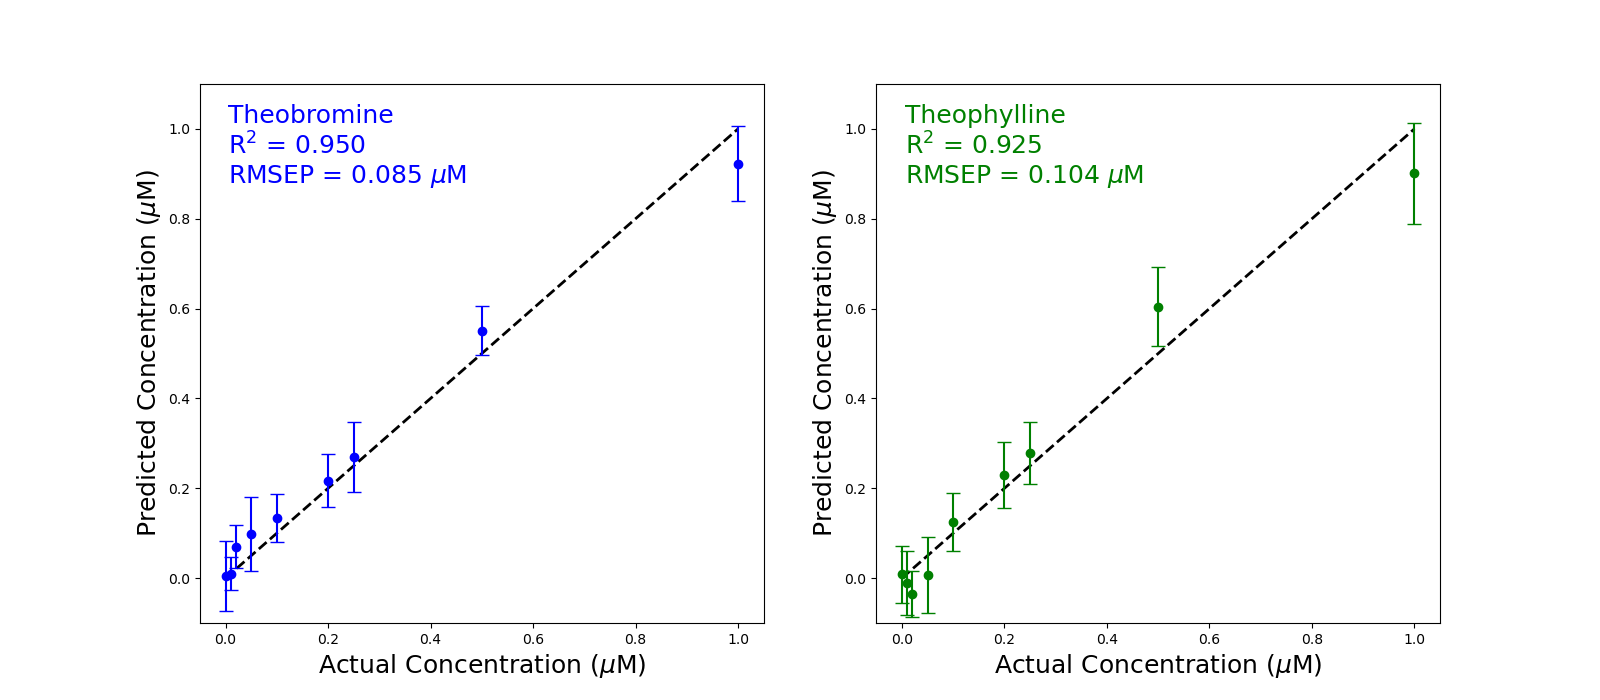 Theobromine
R² = 0.950
RMSEP = 0.085 μM
Predicted Concentration (μM)
1.0
0.8
0.6
0.4
0.2
0.0
0.0 0.2 0.4 0.6 0.8 1.0
Actual Concentration (μM)
Theophylline
R² = 0.925
RMSEP = 0.104 μM
Predicted Concentration (μM)
1.0
0.8
0.6
0.4
0.2
0.0
0.0 0.2 0.4 0.6 0.8 1.0
Actual Concentration (μM)